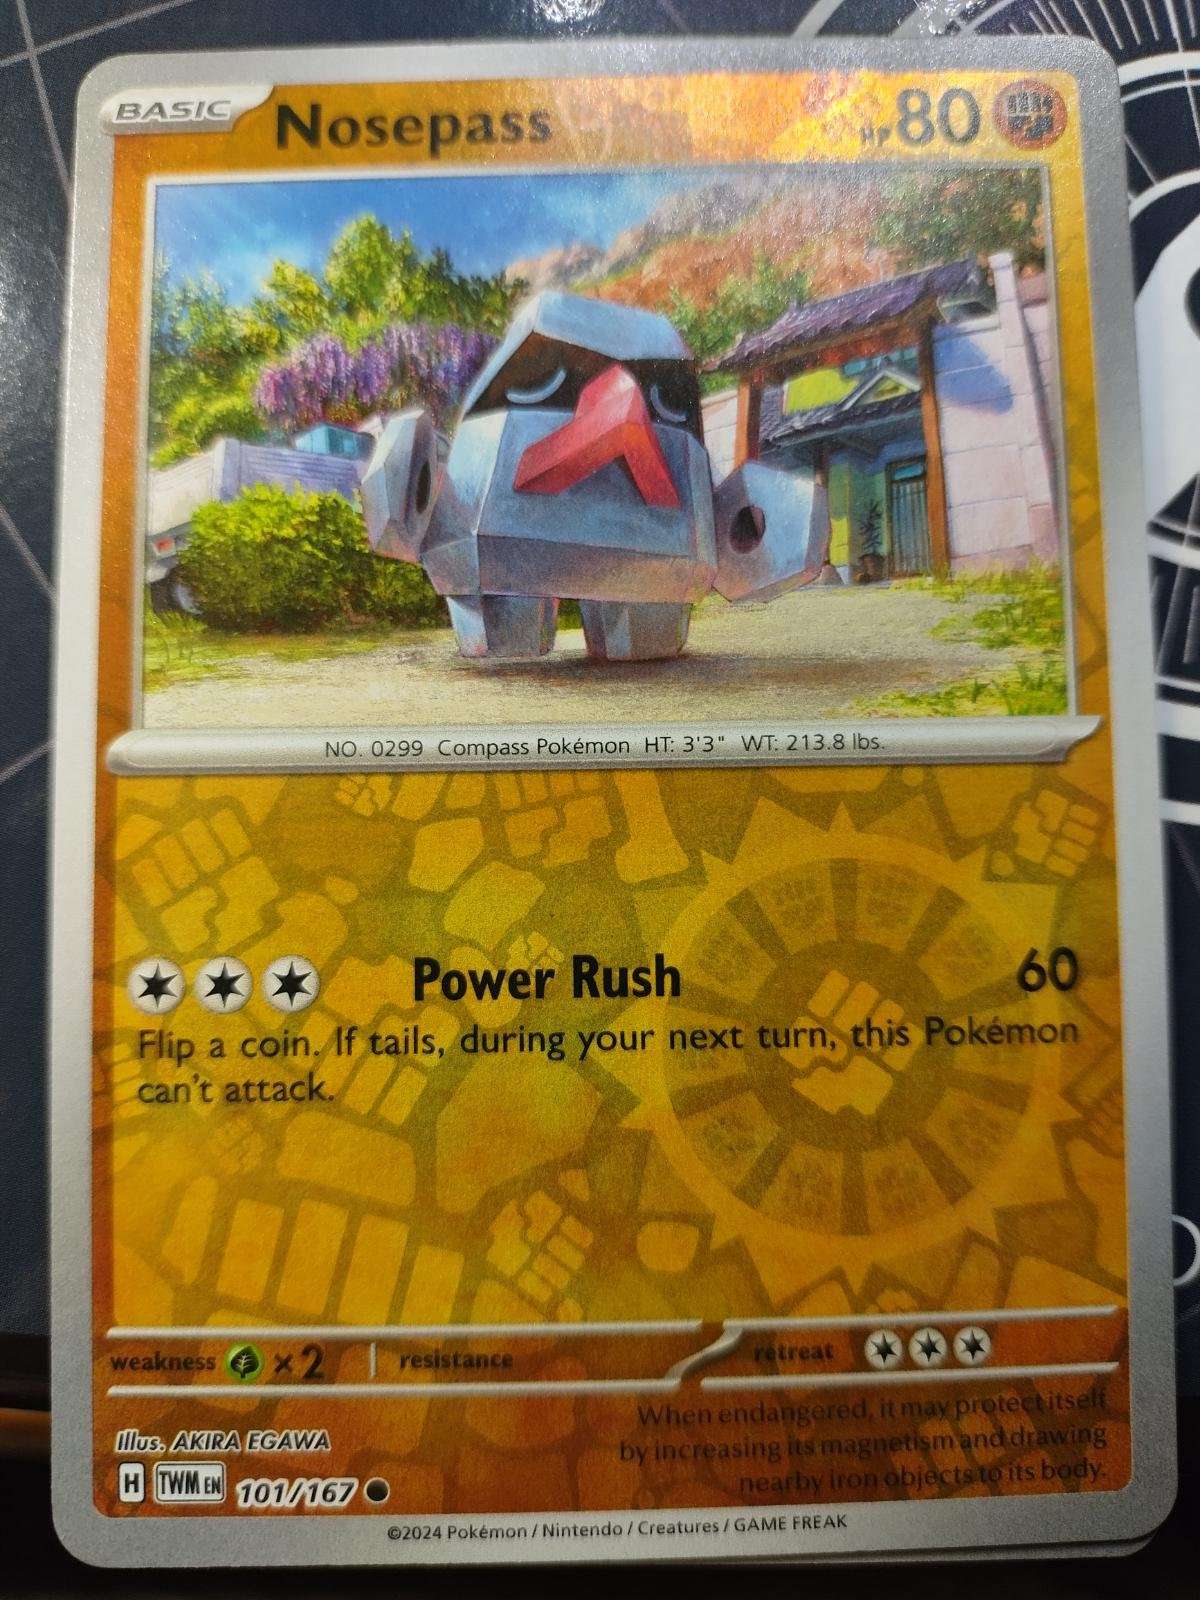 BASIC Nosepass HP 80
NO. 0299 Compass Pokémon HT: 3'3" WT: 213.8 lbs.
Power Rush 60
Flip a coin. If tails, during your next turn, this Pokémon
can't attack.
weakness ×2 resistance retreat
When endangered, it may protect itself
by increasing its magnetism and drawing
nearby iron objects to its body.
Illus. AKIRA EGAWA
H TWM EN 101/167
©2024 Pokémon / Nintendo / Creatures / GAME FREAK